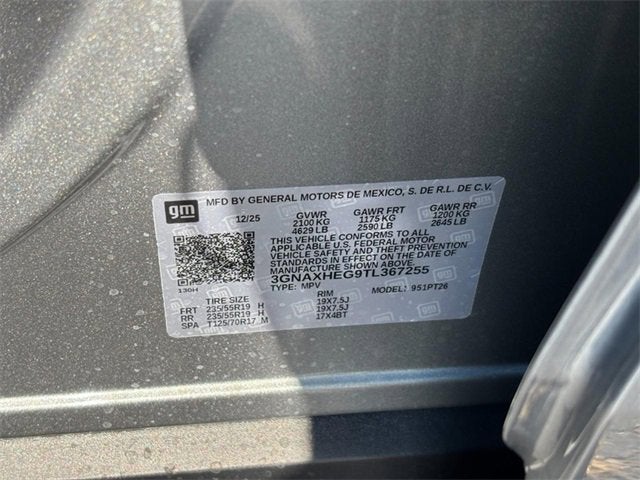 gm
MFD BY GENERAL MOTORS DE MEXICO, S. DE R.L. DE C.V.
12/25 GVWR GAWR FRT GAWR RR
2100 KG 1175 KG 1200 KG
4629 LB 2590 LB 2645 LB
THIS VEHICLE CONFORMS TO ALL
APPLICABLE U.S. FEDERAL MOTOR
VEHICLE SAFETY AND THEFT PREVENTION
STANDARDS IN EFFECT ON THE DATE OF
MANUFACTURE SHOWN ABOVE.
3GNAXHEG9TL367255
130H
TYPE: MPV MODEL: 951PT26
TIRE SIZE RIM
FRT 235/55R19 H 19X7.5J
RR 235/55R19 H 19X7.5J
SPA T125/70R17 M 17X4BT